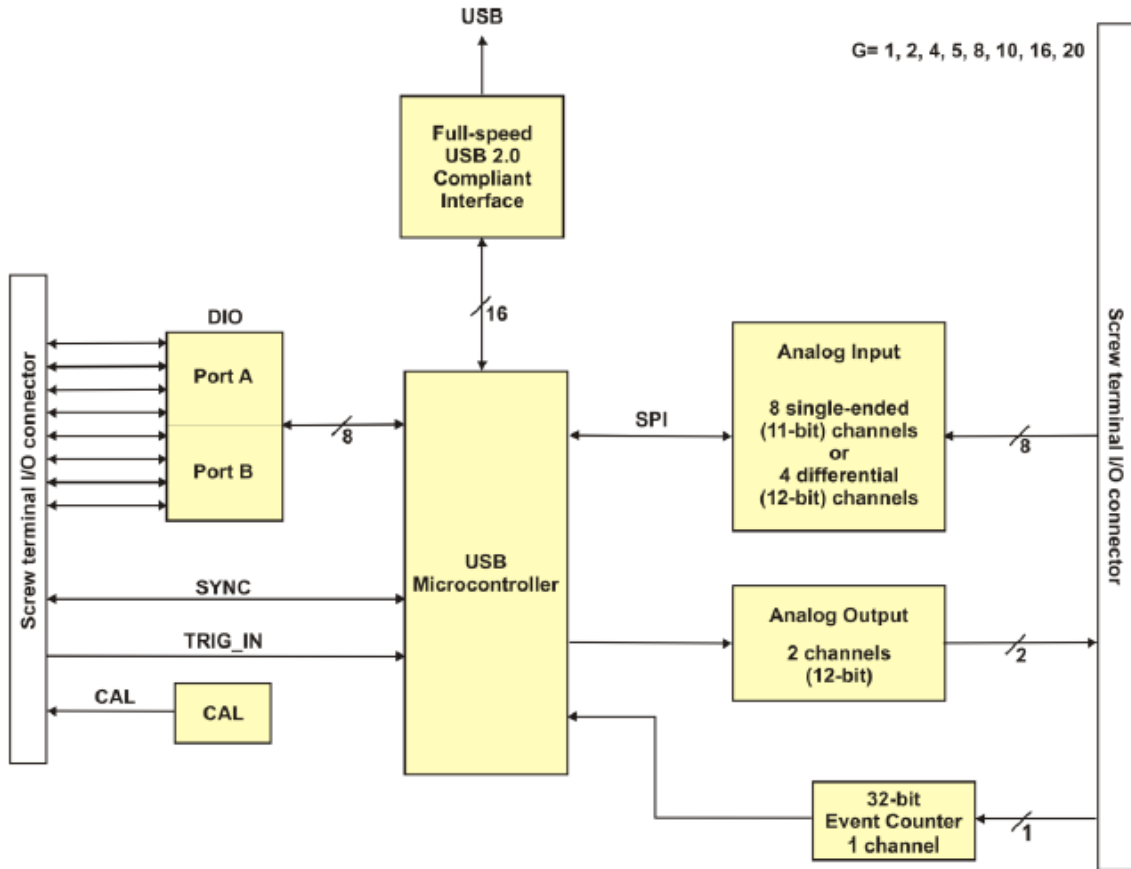 USB
G= 1, 2, 4, 5, 8, 10, 16, 20
Full-speed
USB 2.0
Compliant
Interface
16
DIO
Port A
Port B
8
Screw terminal I/O connector
SYNC
TRIG_IN
CAL
CAL
USB
Microcontroller
SPI
Analog Input
8 single-ended
(11-bit) channels
or
4 differential
(12-bit) channels
8
Analog Output
2 channels
(12-bit)
2
32-bit
Event Counter
1 channel
1
Screw terminal I/O connector